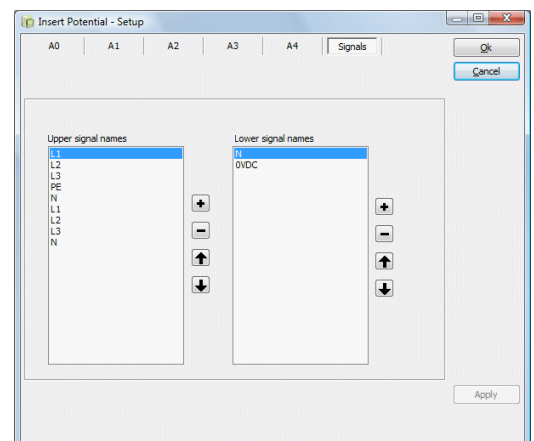 Insert Potential - Setup
A0 A1 A2 A3 A4 Signals
Ok
Cancel
Upper signal names
L1
L2
L3
PE
N
L1
L2
L3
N
Lower signal names
N
0VDC
Apply